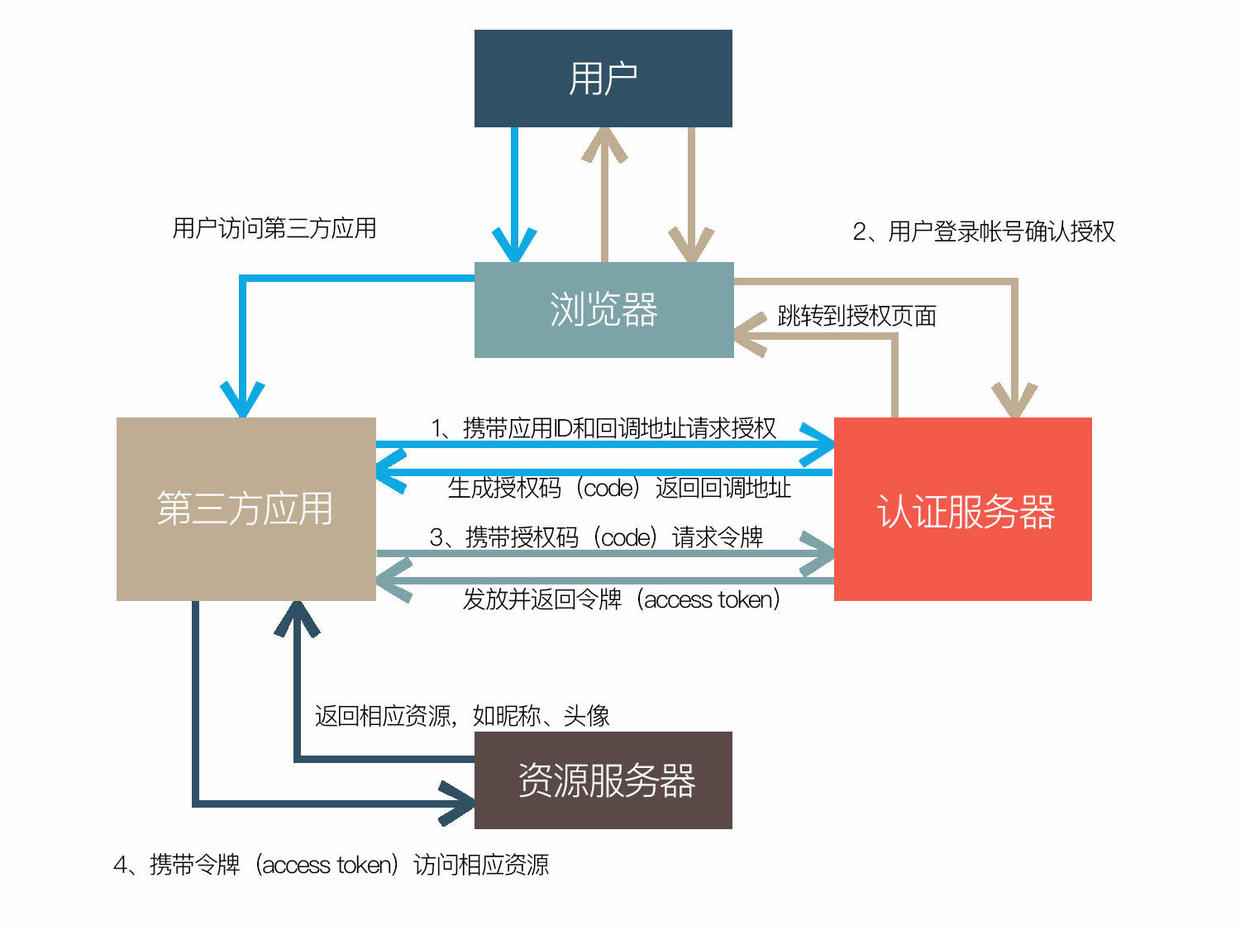 用户
用户访问第三方应用
2、用户登录帐号确认授权
浏览器
跳转到授权页面
1、携带应用ID和回调地址请求授权
生成授权码（code）返回回调地址
第三方应用
认证服务器
3、携带授权码（code）请求令牌
发放并返回令牌（access token）
返回相应资源，如昵称、头像
资源服务器
4、携带令牌（access token）访问相应资源